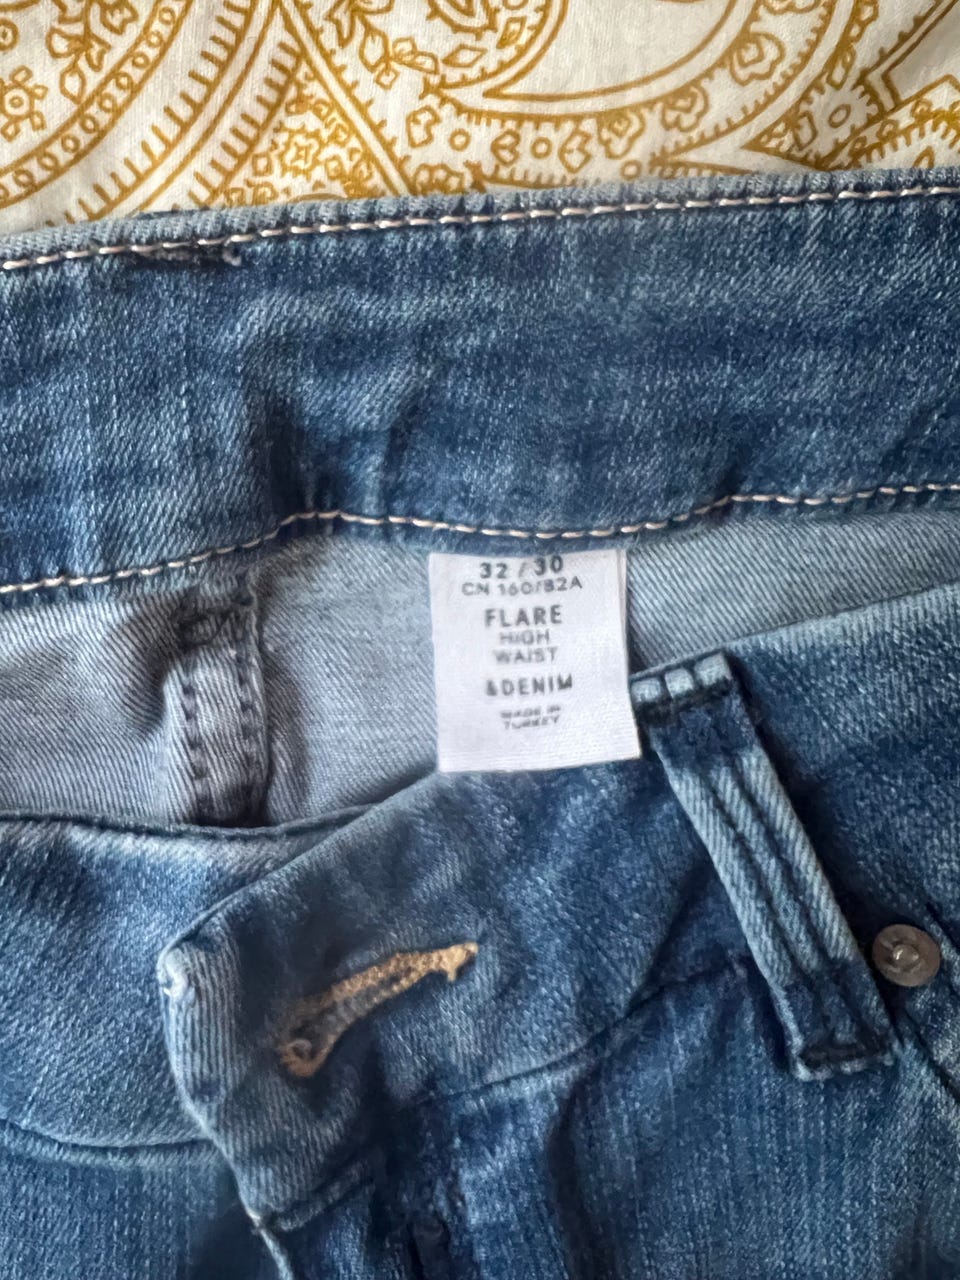 32 / 30
CN 160/82A
FLARE
HIGH
WAIST
&DENIM
MADE IN
TURKEY